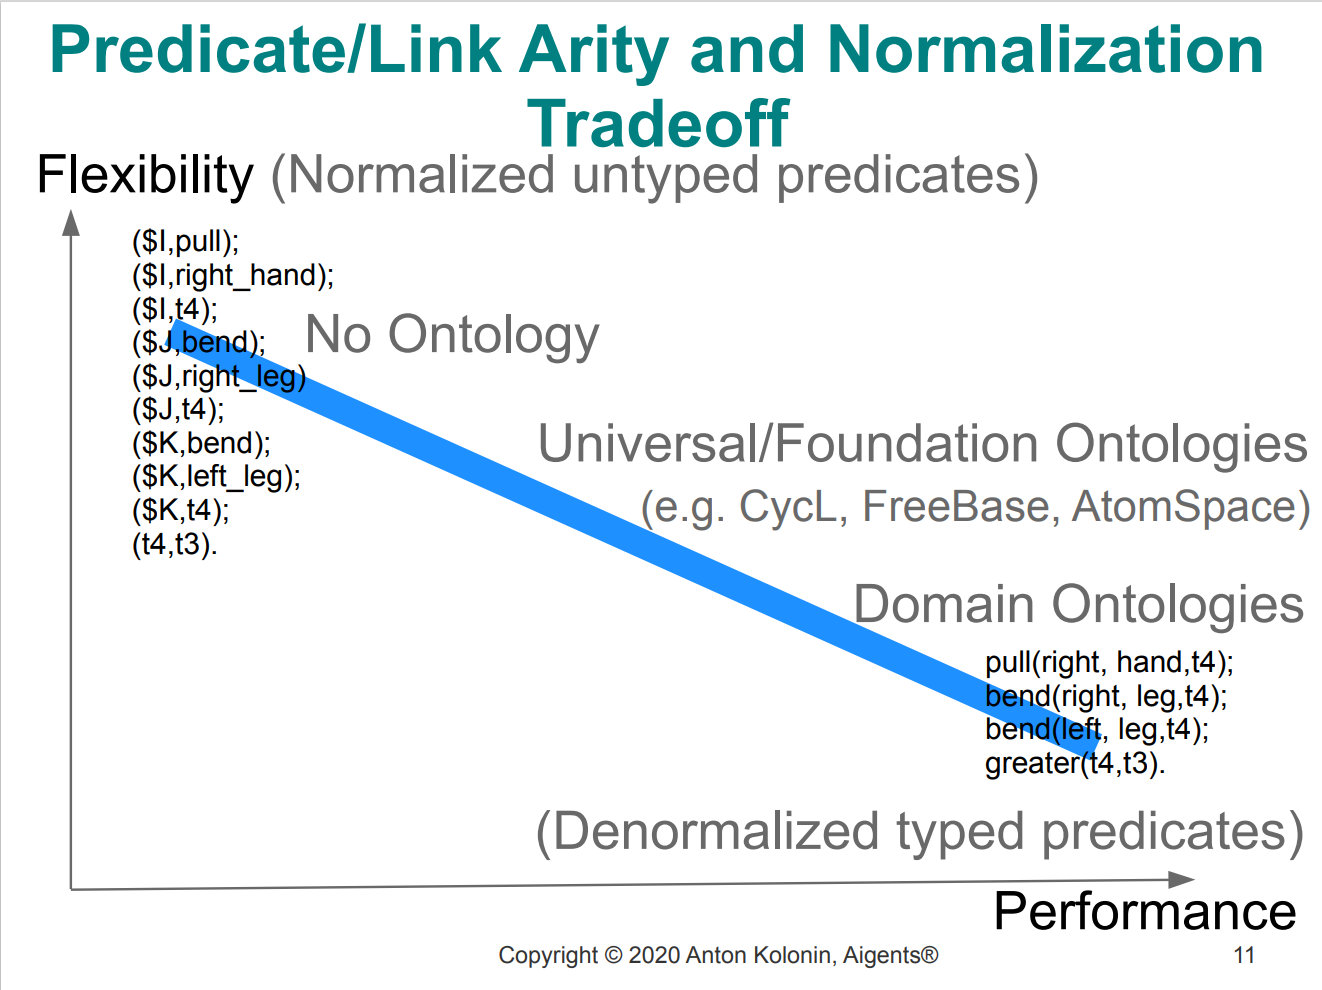 Predicate/Link Arity and Normalization
Tradeoff
Flexibility (Normalized untyped predicates)
($I,pull);
($I,right_hand);
($I,t4);
($J,bend);
($J,right_leg)
($J,t4);
($K,bend);
($K,left_leg);
($K,t4);
(t4,t3).
No Ontology
Universal/Foundation Ontologies
(e.g. CycL, FreeBase, AtomSpace)
Domain Ontologies
pull(right, hand,t4);
bend(right, leg,t4);
bend(left, leg,t4);
greater(t4,t3).
(Denormalized typed predicates)
Performance
Copyright © 2020 Anton Kolonin, Aigents®
11